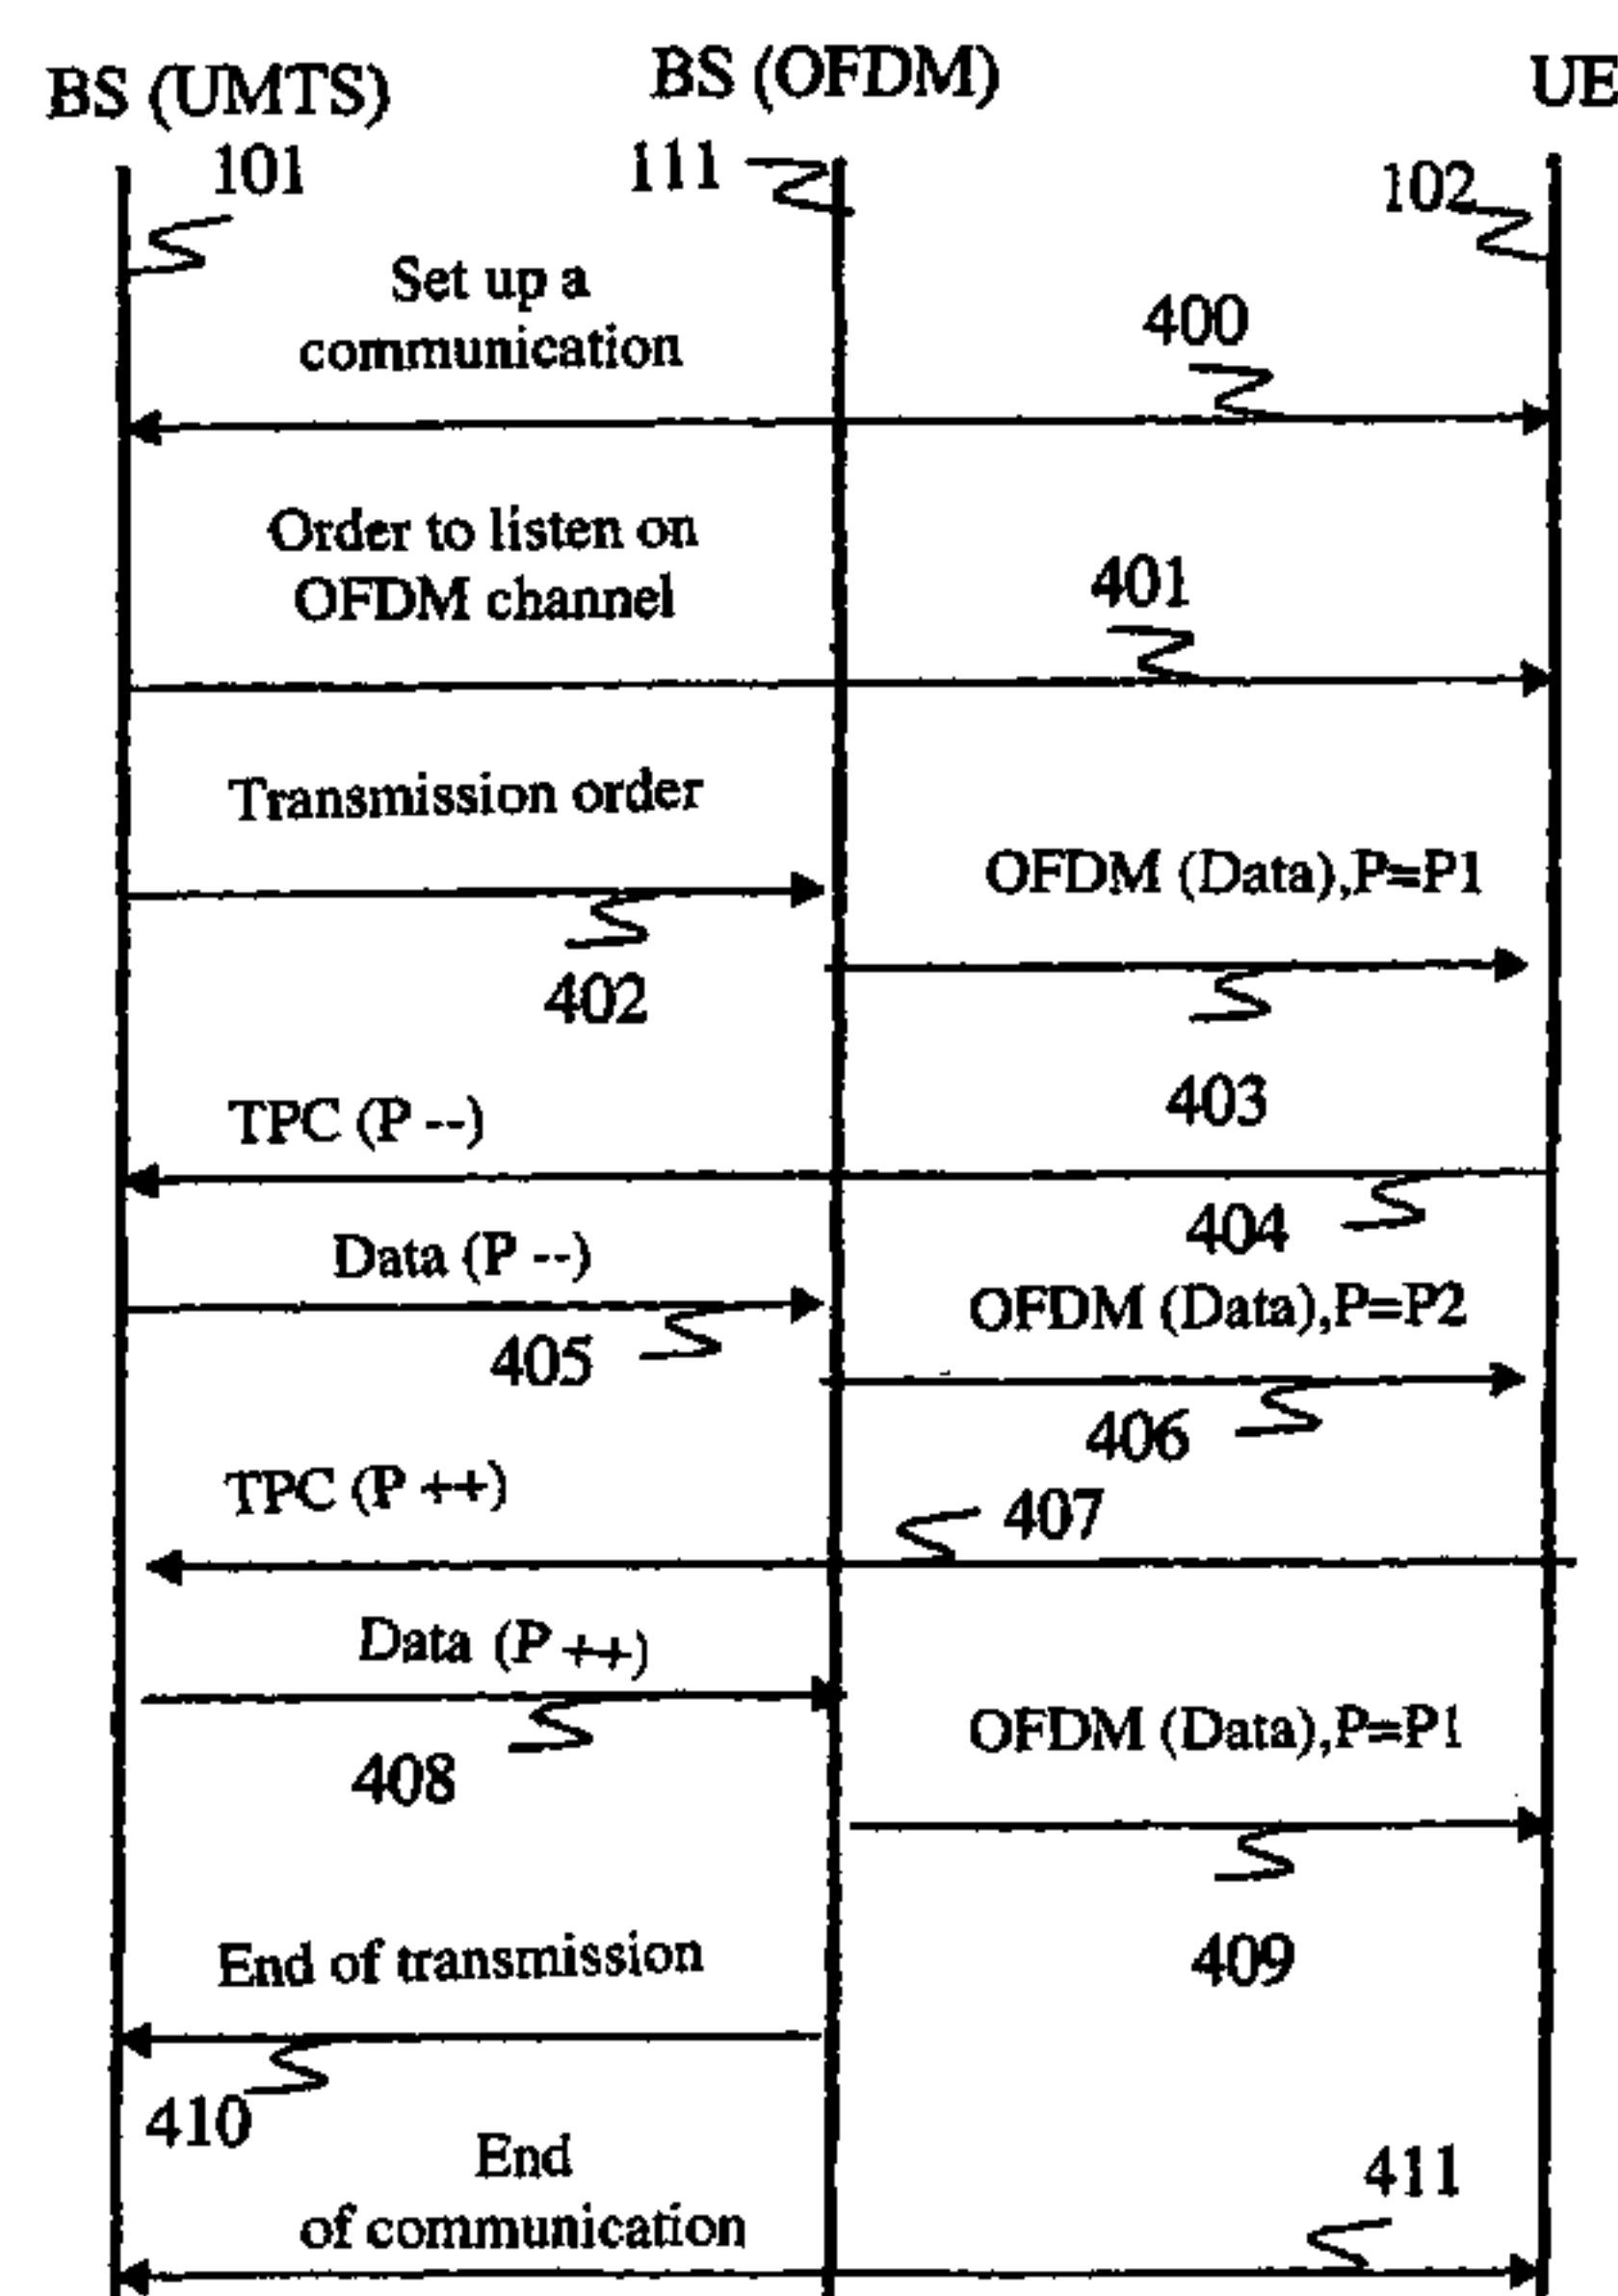 BS (UMTS)
BS (OFDM)
UE
101
111
102
Set up a
communication
400
Order to listen on
OFDM channel
401
Transmission order
OFDM (Data),P=P1
402
403
TPC (P --)
404
Data (P --)
OFDM (Data),P=P2
405
406
TPC (P ++)
407
Data (P ++)
OFDM (Data),P=P1
408
409
End of transmission
410
End
of communication
411